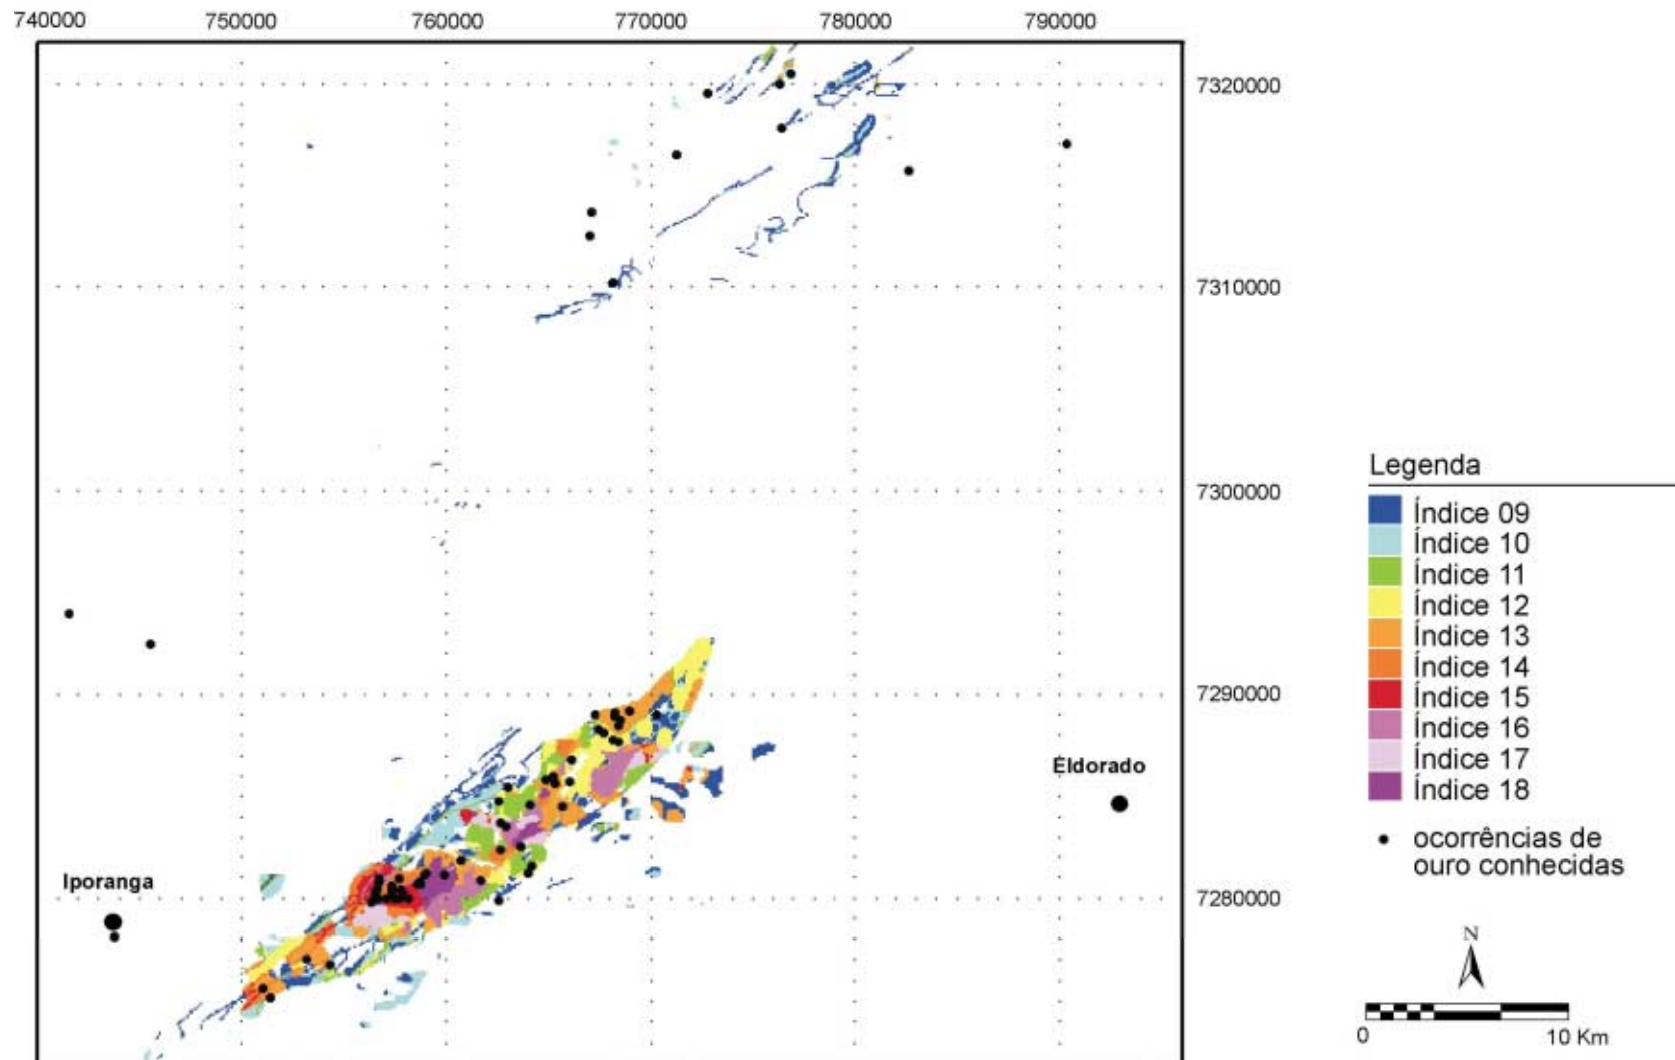 740000 750000 760000 770000 780000 790000
7320000
7310000
7300000
7290000
7280000
Iporanga
Eldorado
Legenda
Índice 09
Índice 10
Índice 11
Índice 12
Índice 13
Índice 14
Índice 15
Índice 16
Índice 17
Índice 18
ocorrências de
ouro conhecidas
N
0 10 Km